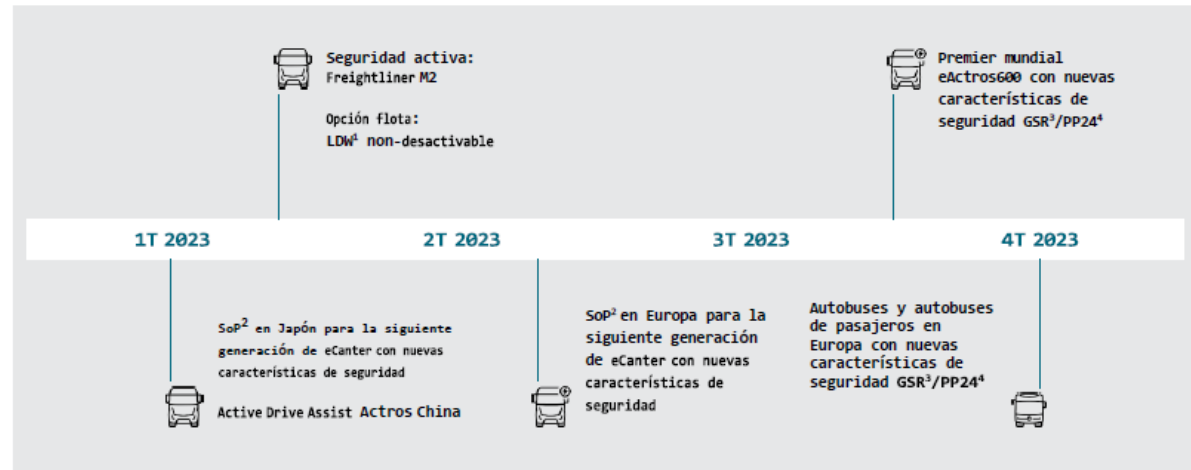 Seguridad activa:
Freightliner M2
Opción flota:
LDW¹ non-desactivable
Premier mundial
eActros600 con nuevas
características de
seguridad GSR³/PP24⁴
1T 2023
2T 2023
3T 2023
4T 2023
SoP² en Japón para la siguiente
generación de eCanter con nuevas
características de seguridad
Active Drive Assist Actros China
SoP² en Europa para la
siguiente generación
de eCanter con nuevas
características de
seguridad
Autobuses y autobuses
de pasajeros en
Europa con nuevas
características de
seguridad GSR³/PP24⁴